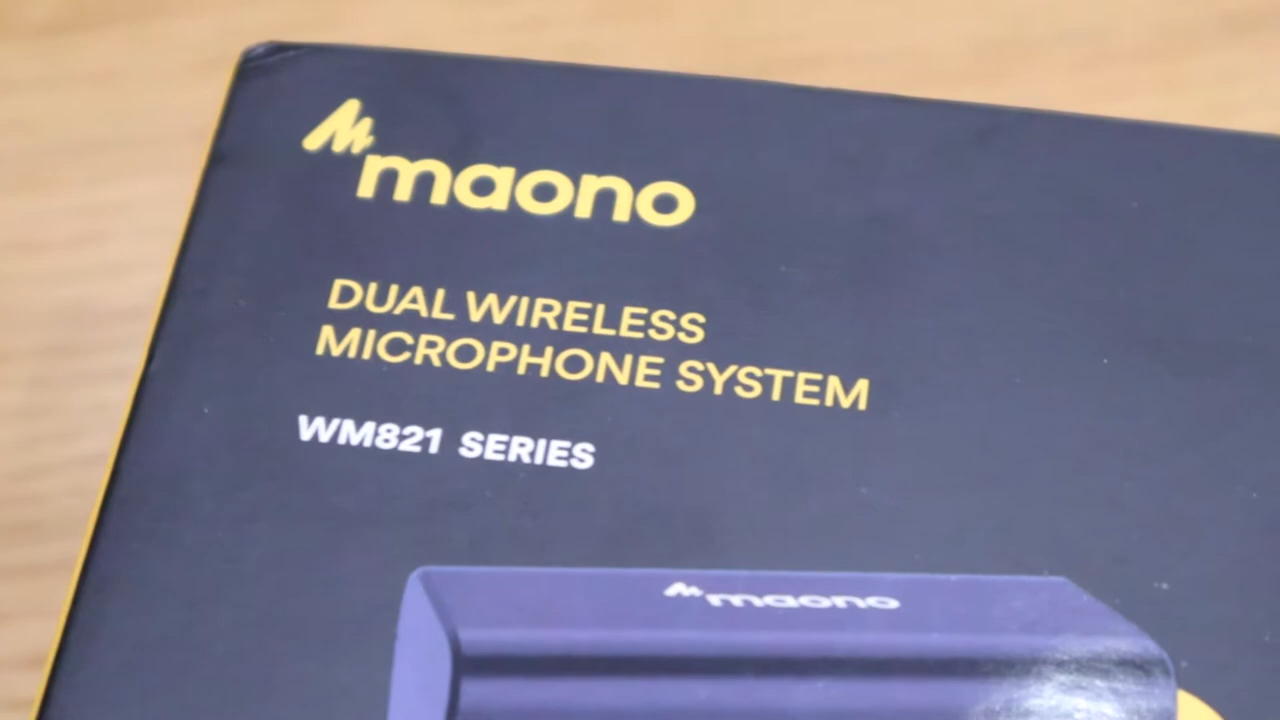 maono
DUAL WIRELESS
MICROPHONE SYSTEM
WM821 SERIES
maono